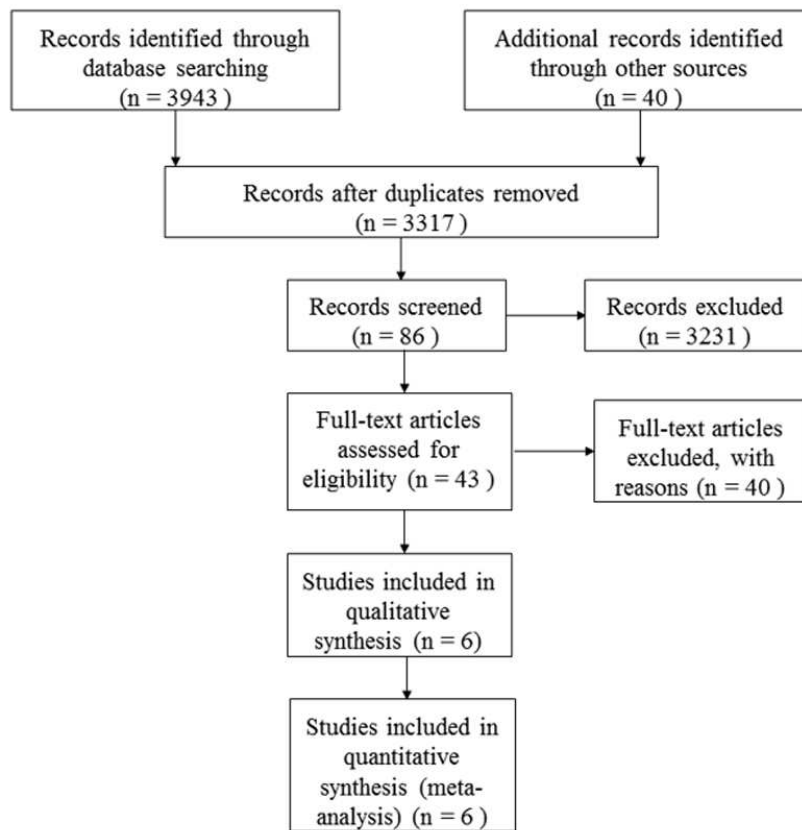 Records identified through
database searching
(n = 3943 )
Additional records identified
through other sources
(n = 40 )
Records after duplicates removed
(n = 3317 )
Records screened
(n = 86 )
Records excluded
(n = 3231)
Full-text articles
assessed for
eligibility (n = 43 )
Full-text articles
excluded, with
reasons (n = 40 )
Studies included in
qualitative
synthesis (n = 6)
Studies included in
quantitative
synthesis (meta-
analysis) (n = 6 )